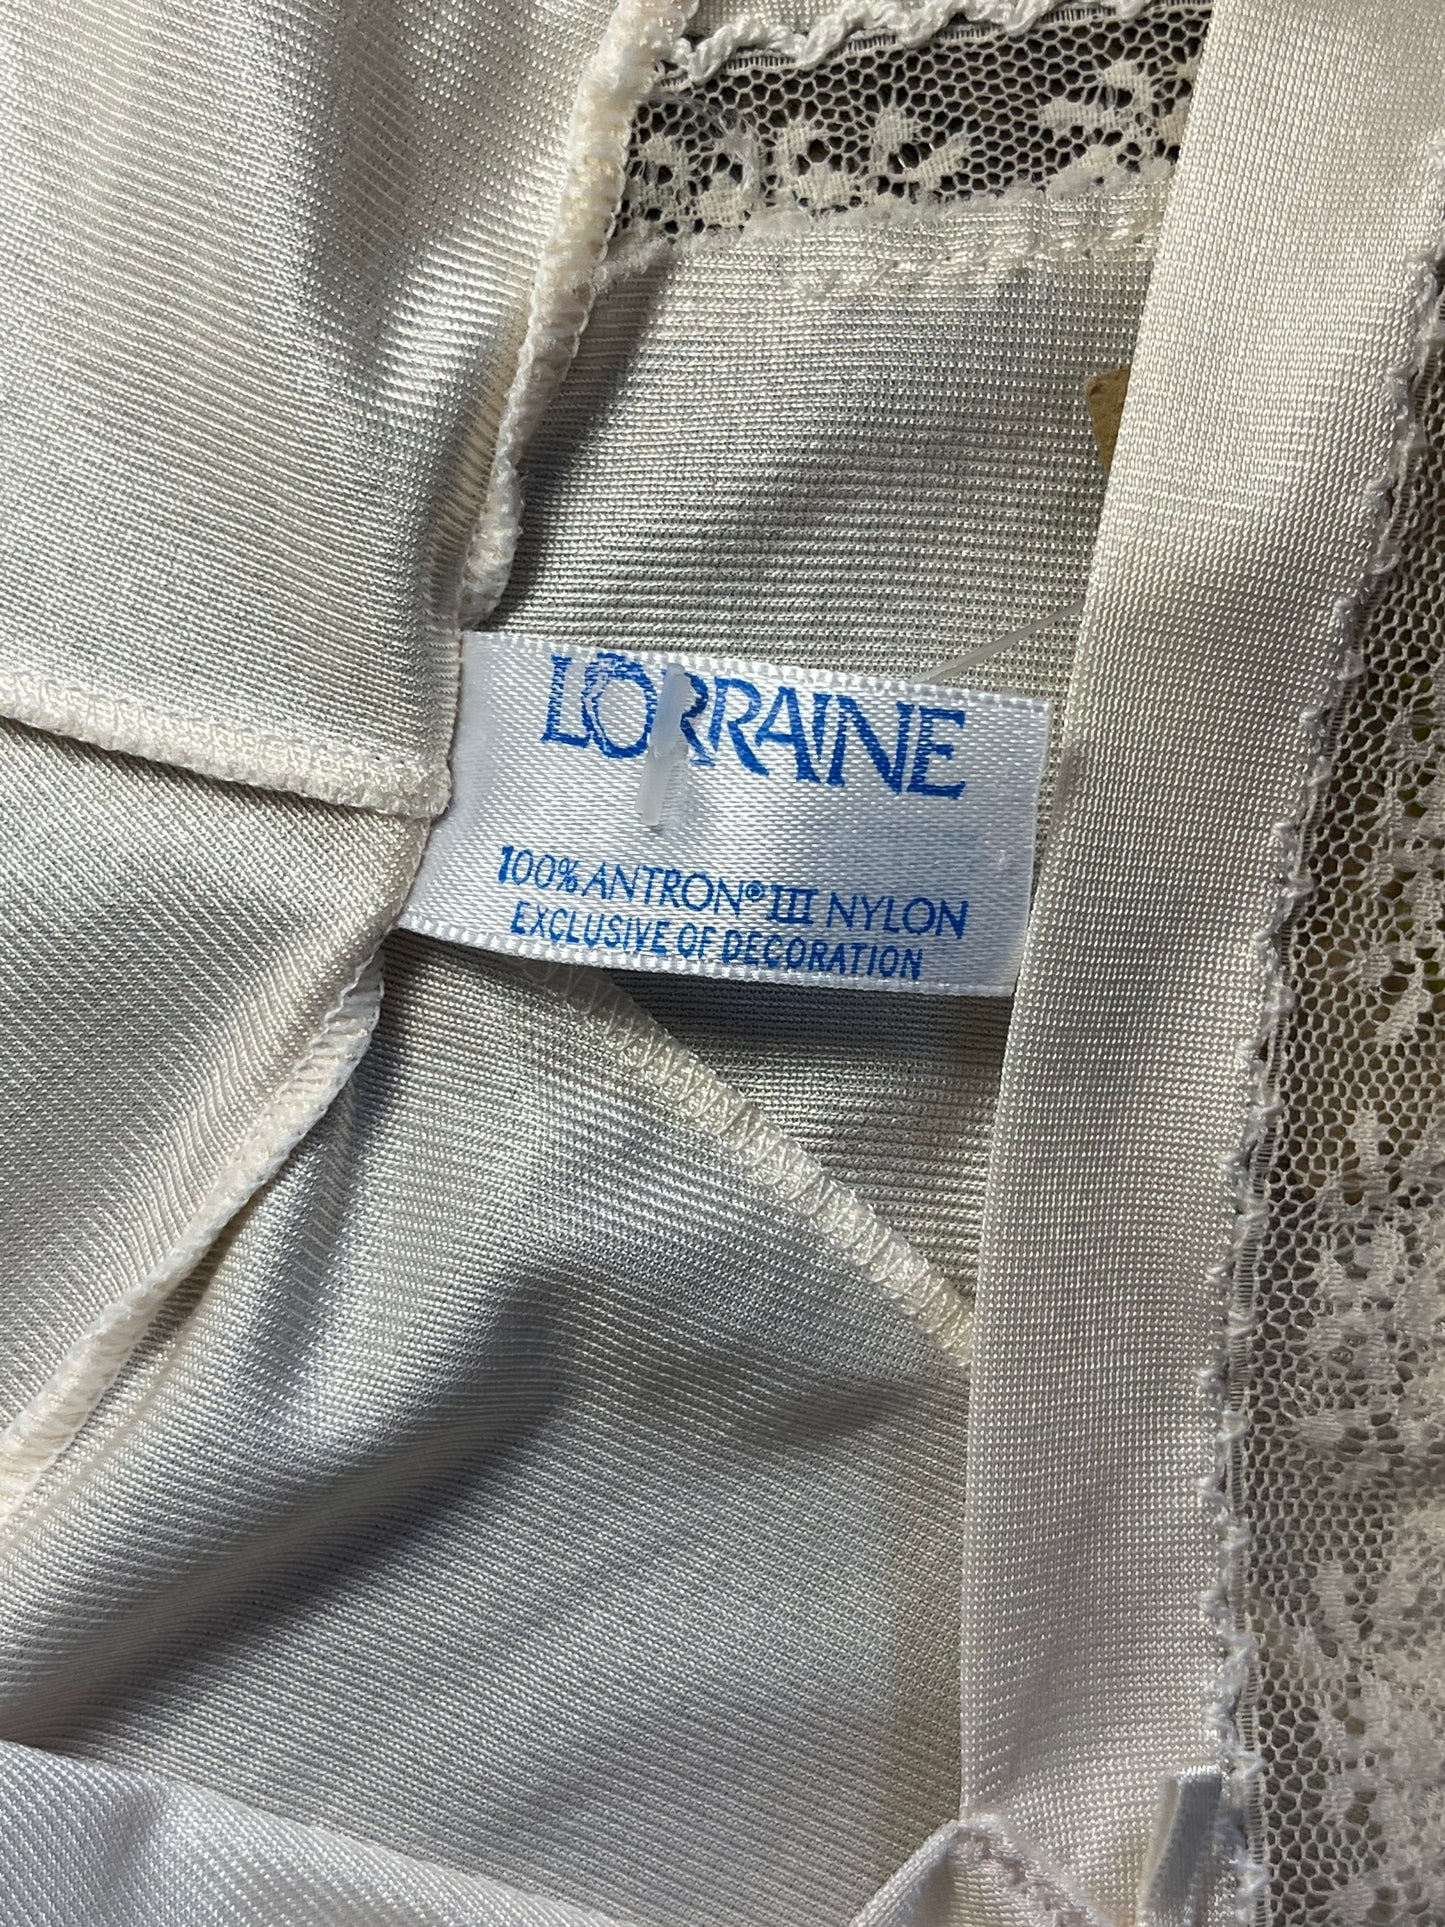 LORRAINE
100% ANTRON® III NYLON
EXCLUSIVE OF DECORATION